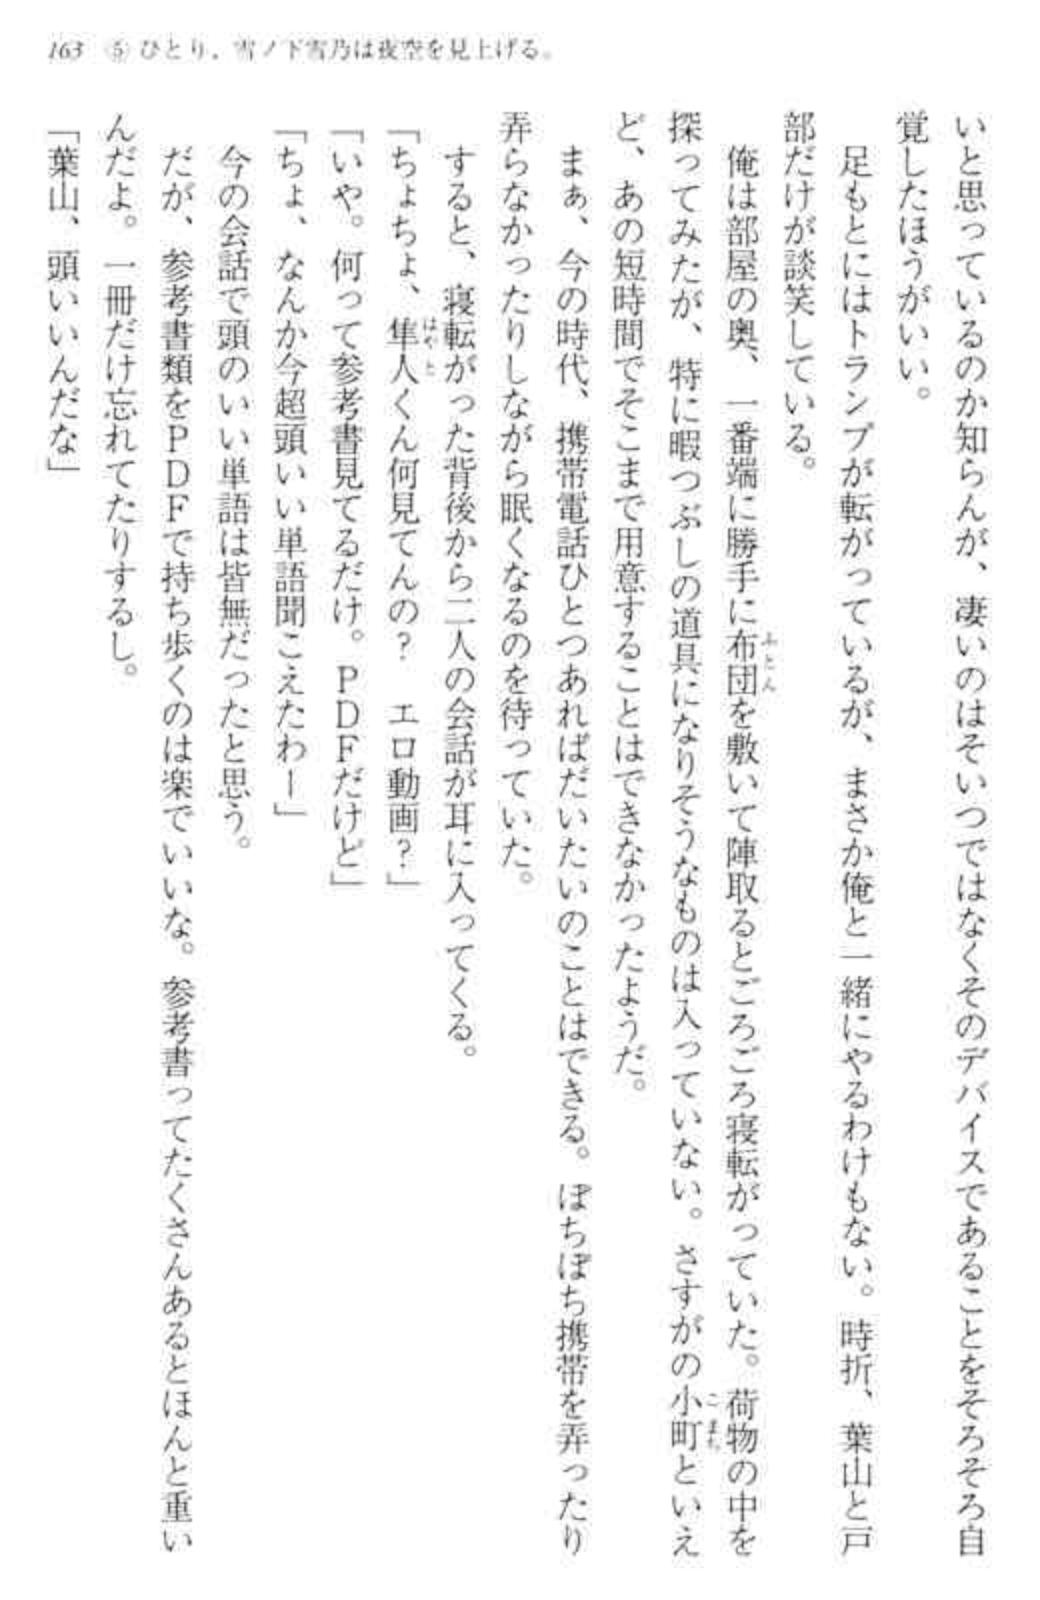 163 ⑤ ひとり、雪ノ下雪乃は夜空を見上げる。
いと思っているのか知らんが、凄いのはそいつではなくそのデバイスであることをそろそろ自
覚したほうがいい。
足もとにはトランプが転がっているが、まさか俺と一緒にやるわけもない。時折、葉山と戸
部だけが談笑している。
俺は部屋の奥、一番端に勝手に布団を敷いて陣取るとごろごろ寝転がっていた。荷物の中を
探ってみたが、特に暇つぶしの道具になりそうなものは入っていない。さすがの小町といえ
ど、あの短時間でそこまで用意することはできなかったようだ。
まぁ、今の時代、携帯電話ひとつあればだいたいのことはできる。ぽちぽち携帯を弄ったり
弄らなかったりしながら眠くなるのを待っていた。
すると、寝転がった背後から二人の会話が耳に入ってくる。
「ちょちょ、隼人くん何見てんの? エロ動画?」
「いや。何って参考書見てるだけ。PDFだけど」
「ちょ、なんか今超頭いい単語聞こえたわー」
今の会話で頭のいい単語は皆無だったと思う。
だが、参考書類をPDFで持ち歩くのは楽でいいな。参考書ってたくさんあるとほんと重い
んだよ。一冊だけ忘れてたりするし。
「葉山、頭いいんだな」